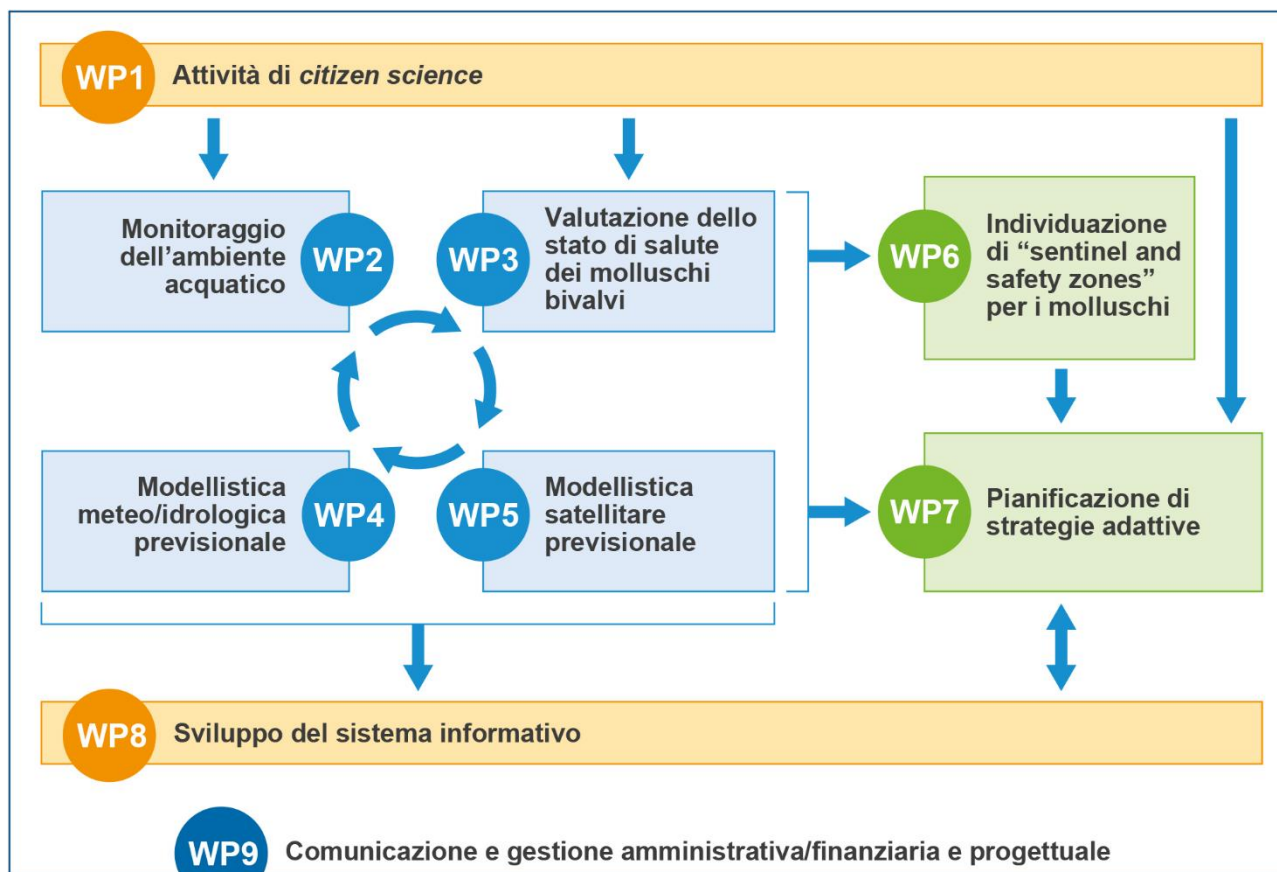 WP1 Attività di citizen science
Monitoraggio
dell’ambiente
acquatico
WP2
WP3
Valutazione dello
stato di salute
dei molluschi
bivalvi
WP6
Individuazione
di “sentinel and
safety zones”
per i molluschi
Modellistica
meteo/idrologica
previsionale
WP4
WP5
Modellistica
satellitare
previsionale
WP7
Pianificazione di
strategie adattive
WP8 Sviluppo del sistema informativo
WP9 Comunicazione e gestione amministrativa/finanziaria e progettuale